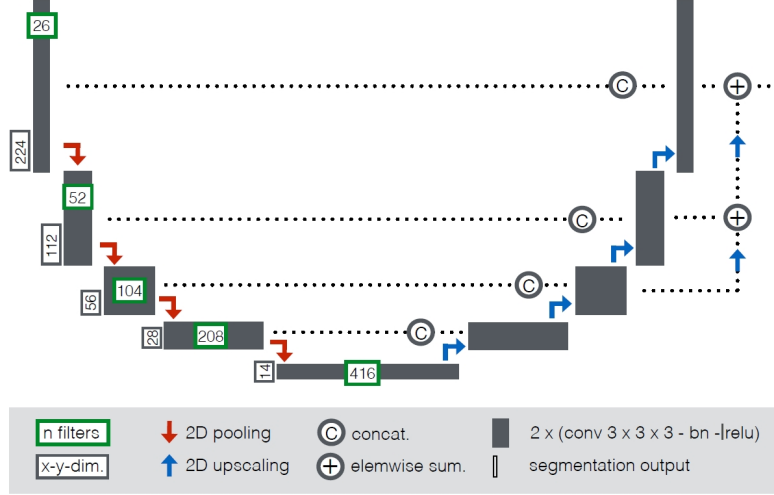 26
C
224
52
C
112
104
C
56
28
208
C
14
416
n filters
2D pooling
C
concat.
2 x (conv 3 x 3 x 3 - bn -|relu)
x-y-dim.
2D upscaling
elemwise sum.
segmentation output